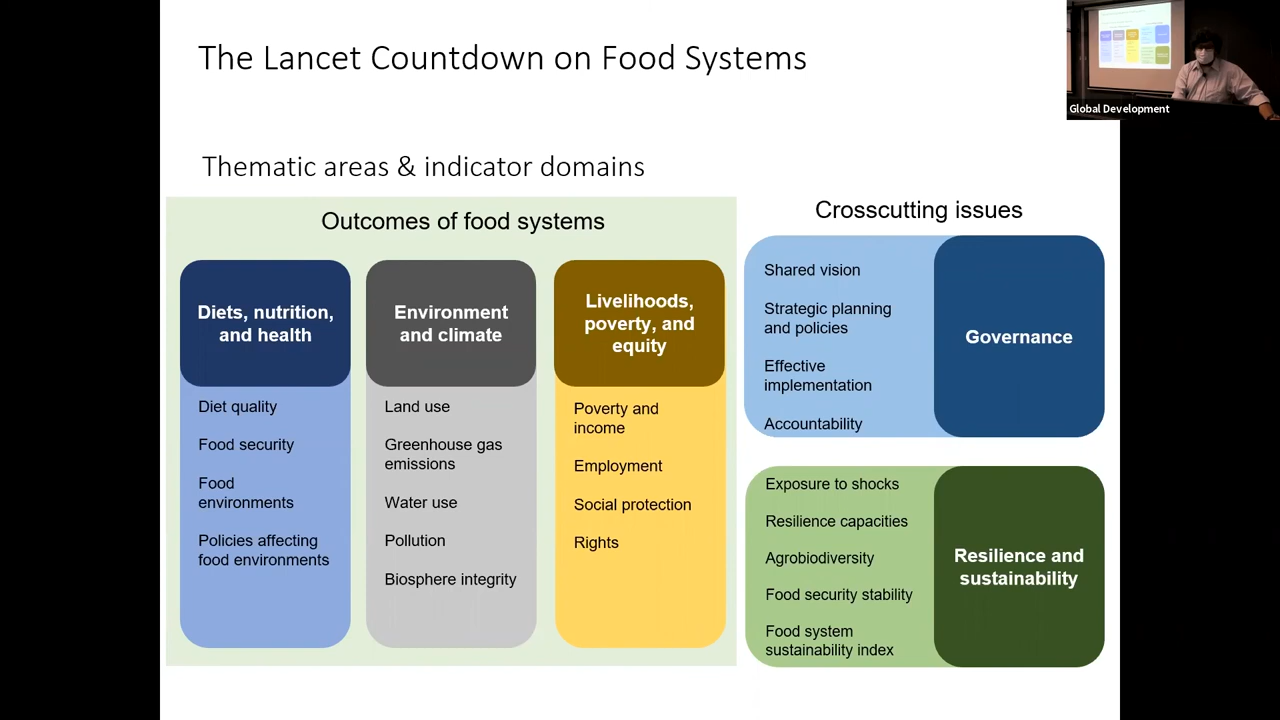 The Lancet Countdown on Food Systems
Global Development
Thematic areas & indicator domains
Outcomes of food systems
Diets, nutrition,
and health
Diet quality
Food security
Food
environments
Policies affecting
food environments
Environment
and climate
Land use
Greenhouse gas
emissions
Water use
Pollution
Biosphere integrity
Livelihoods,
poverty, and
equity
Poverty and
income
Employment
Social protection
Rights
Crosscutting issues
Shared vision
Strategic planning
and policies
Effective
implementation
Accountability
Governance
Exposure to shocks
Resilience capacities
Agrobiodiversity
Food security stability
Food system
sustainability index
Resilience and
sustainability